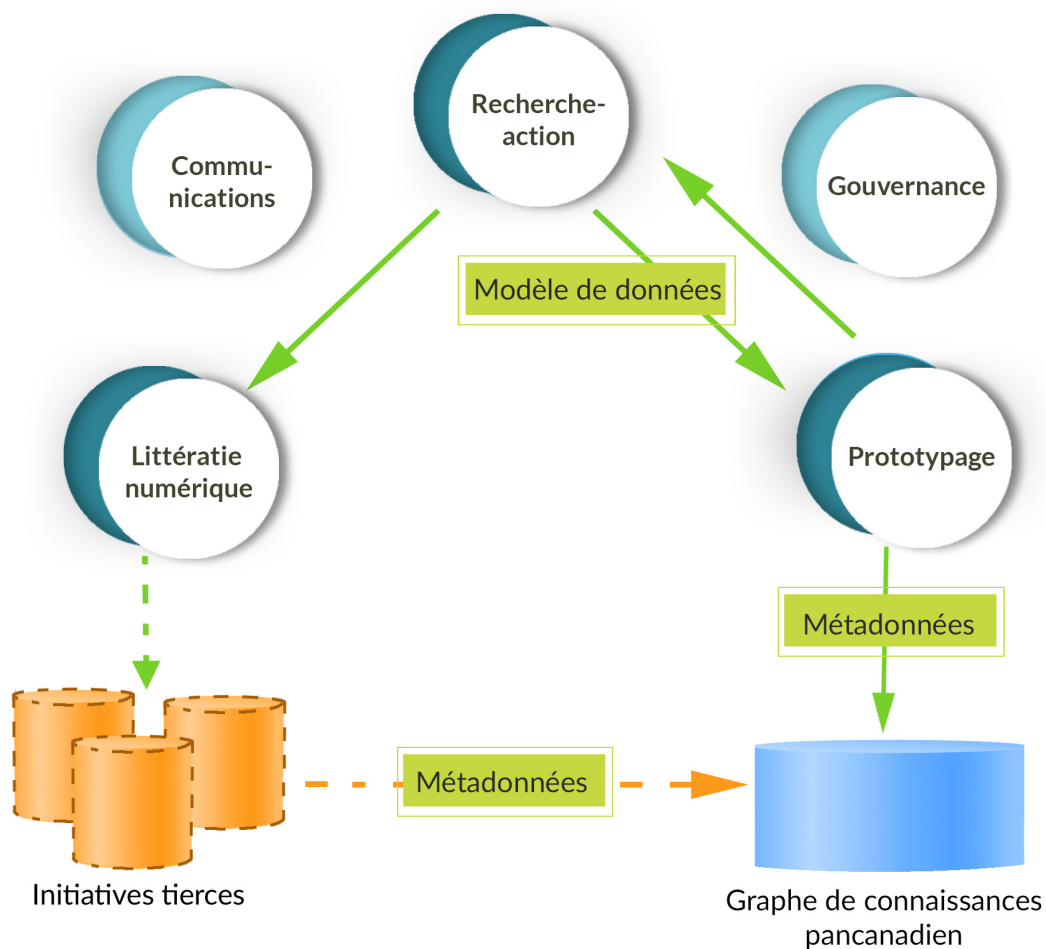 Recherche-
action
Commu-
nications
Gouvernance
Modèle de données
Littératie
numérique
Prototypage
Métadonnées
Métadonnées
Initiatives tierces
Graphe de connaissances
pancanadien